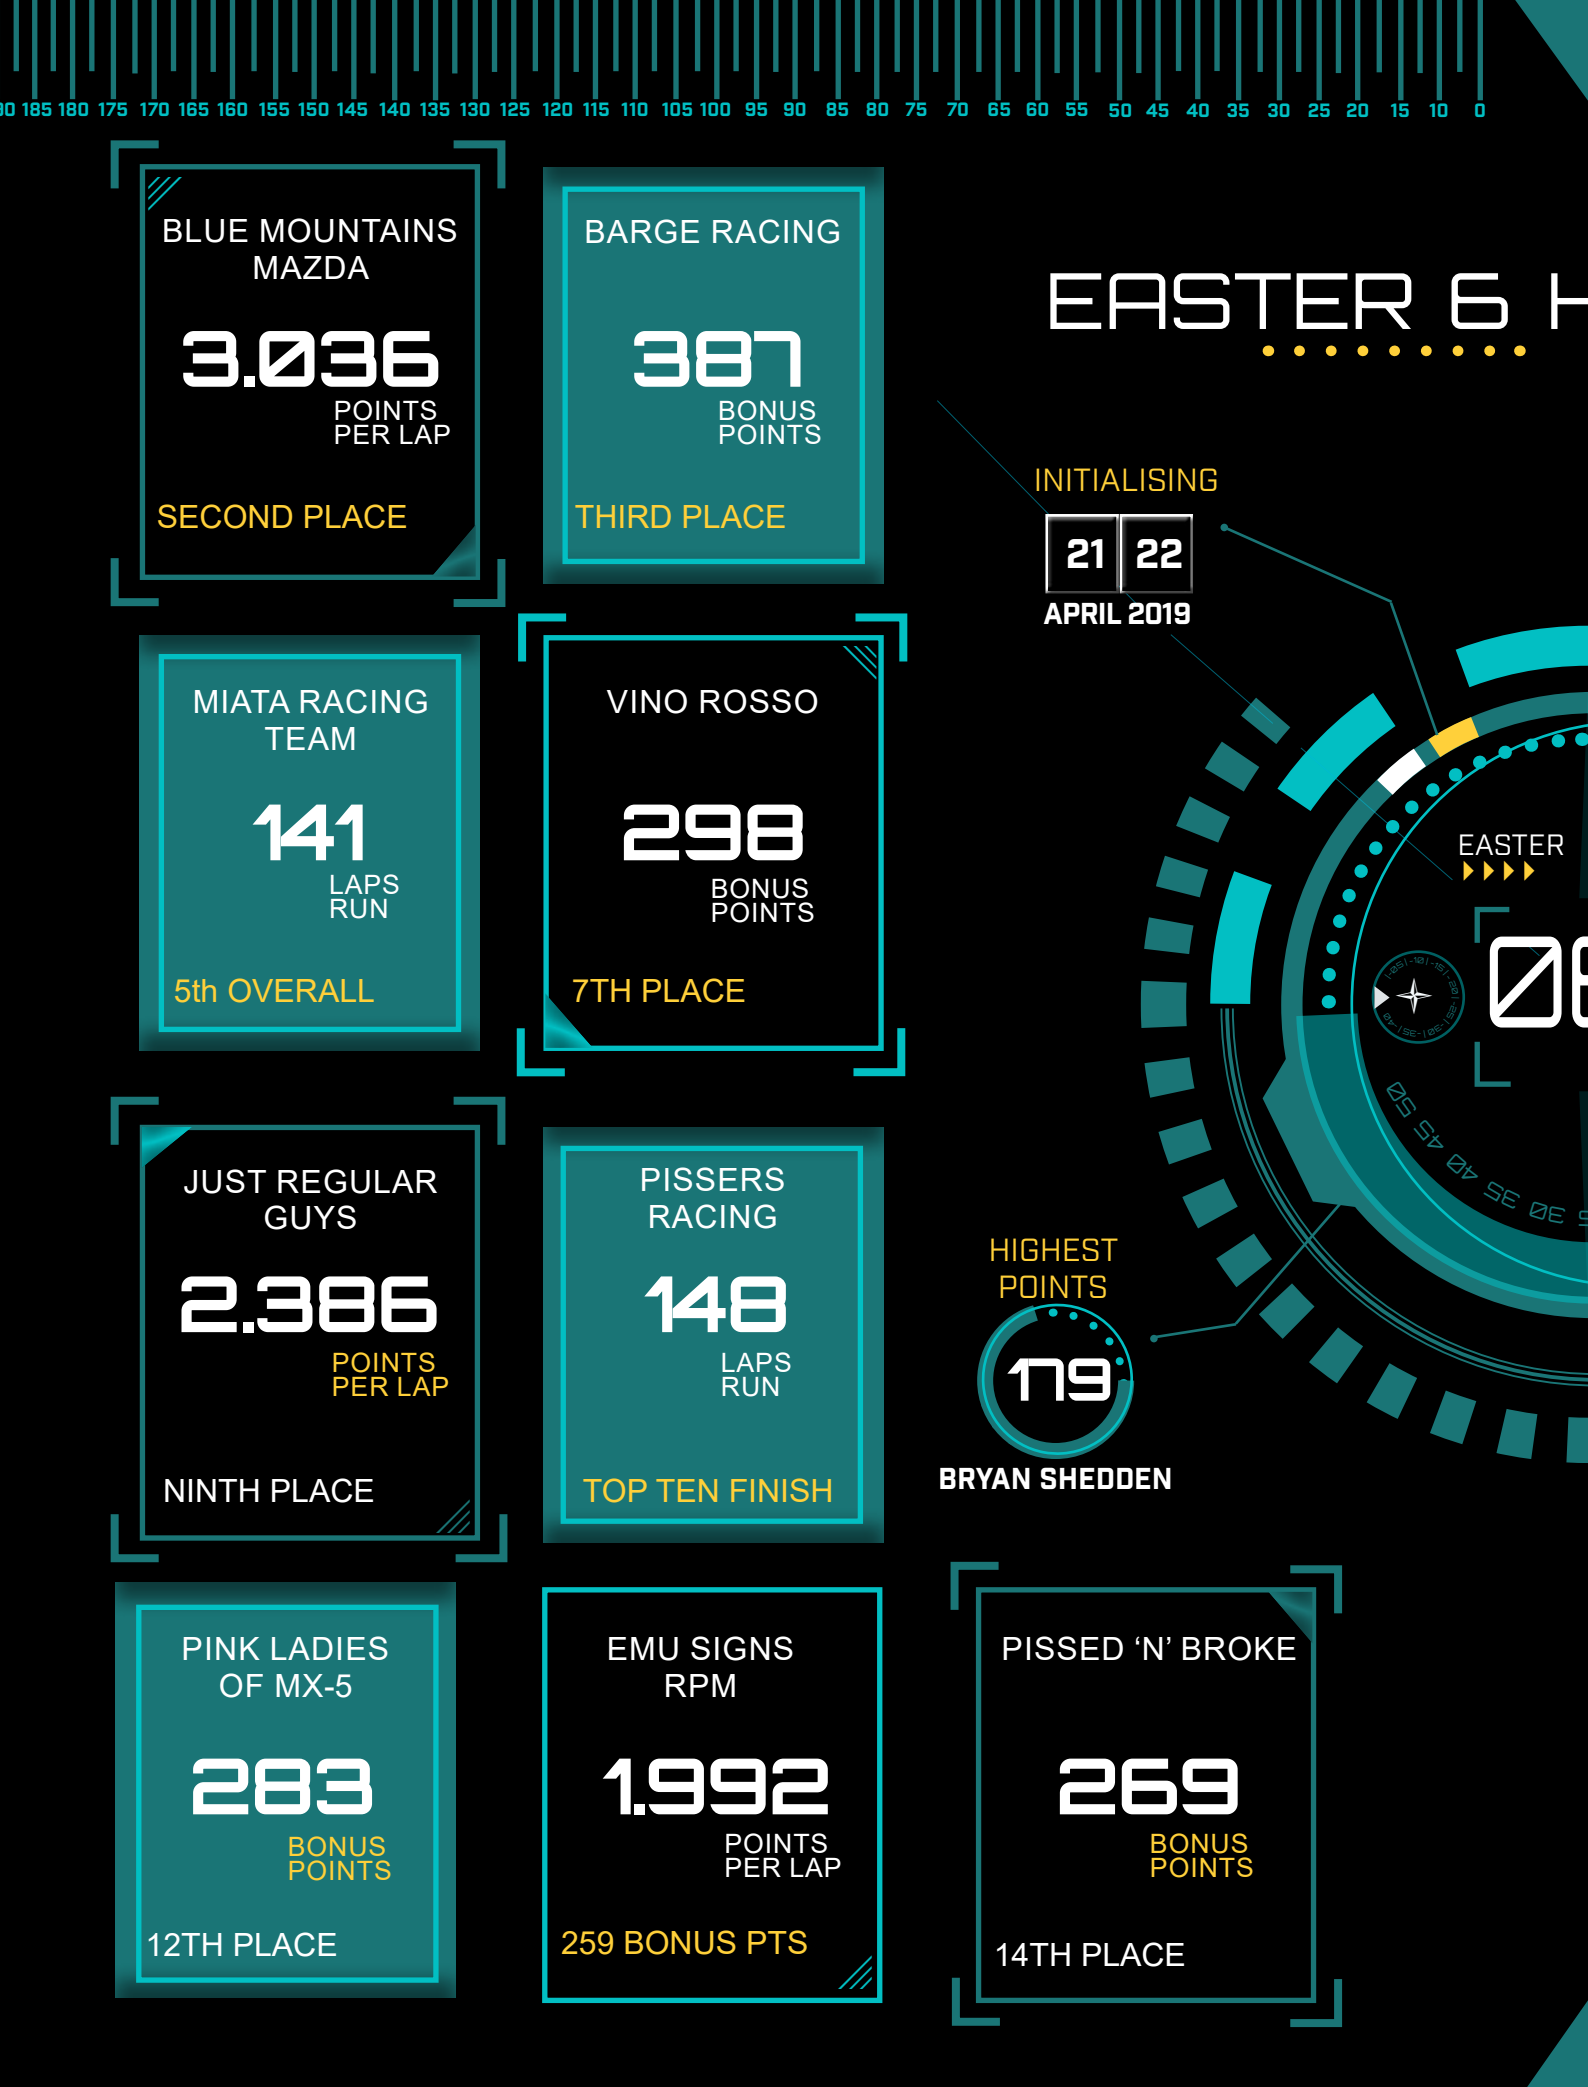 185 180 175 170 165 160 155 150 145 140 135 130 125 120 115 110 105 100 95 90 85 80 75 70 65 60 55 50 45 40 35 30 25 20 15 10 0
BLUE MOUNTAINS
MAZDA
3.036
POINTS
PER LAP
SECOND PLACE
BARGE RACING
387
BONUS
POINTS
THIRD PLACE
EASTER 6 H
INITIALISING
21 22
APRIL 2019
MIATA RACING
TEAM
141
LAPS
RUN
5th OVERALL
VINO ROSSO
298
BONUS
POINTS
7TH PLACE
EASTER
0
50 45 40 35 30
JUST REGULAR
GUYS
2.386
POINTS
PER LAP
NINTH PLACE
PISSERS
RACING
148
LAPS
RUN
TOP TEN FINISH
HIGHEST
POINTS
179
BRYAN SHEDDEN
PINK LADIES
OF MX-5
283
BONUS
POINTS
12TH PLACE
EMU SIGNS
RPM
1.992
POINTS
PER LAP
259 BONUS PTS
PISSED ‘N’ BROKE
269
BONUS
POINTS
14TH PLACE